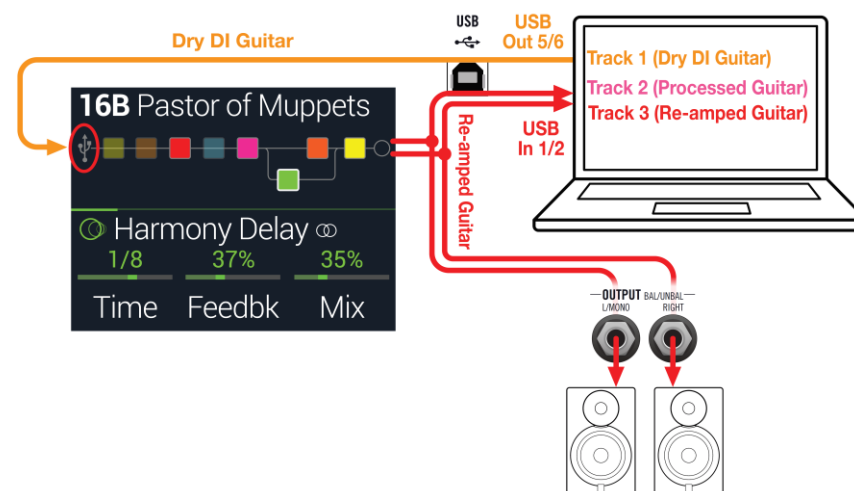 USB
USB
Out 5/6
Dry DI Guitar
Track 1 (Dry DI Guitar)
Track 2 (Processed Guitar)
Track 3 (Re-amped Guitar)
16B Pastor of Muppets
USB
In 1/2
Re-amped Guitar
Harmony Delay
1/8 37% 35%
Time Feedbk Mix
OUTPUT BAL/UNBAL
L/MONO RIGHT